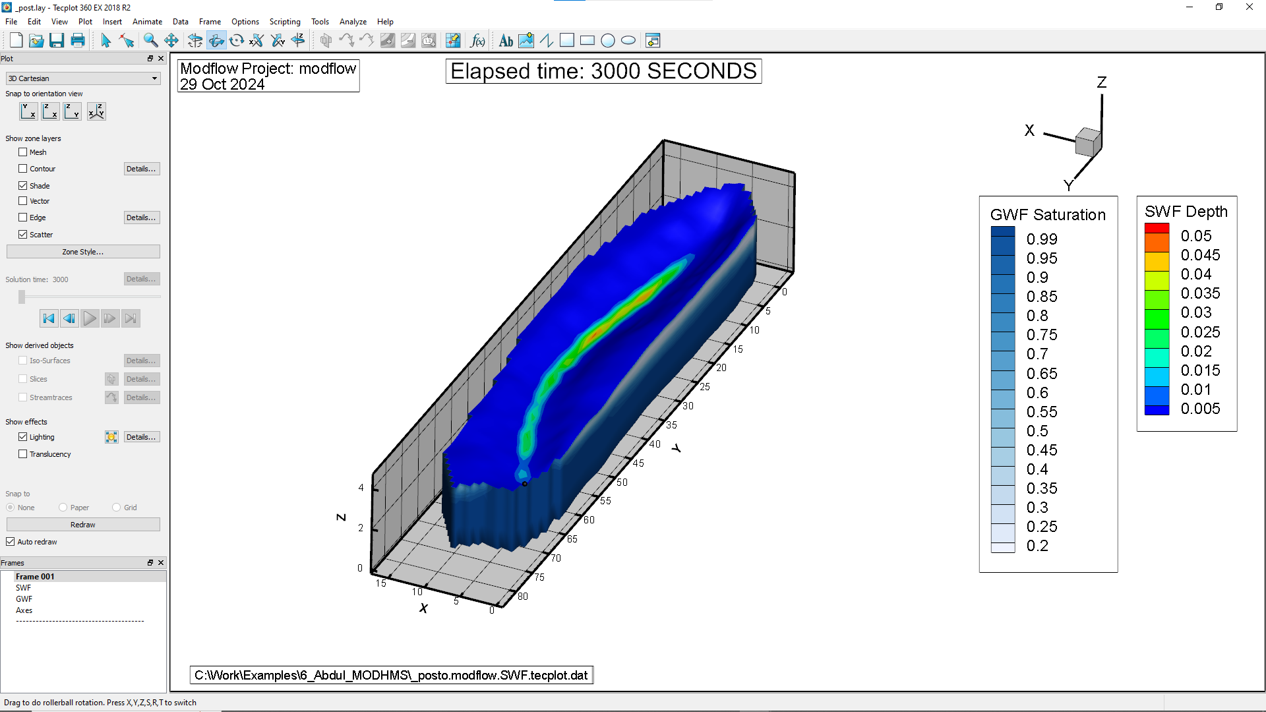 _post.lay - Tecplot 360 EX 2018 R2
File Edit View Plot Insert Animate Data Frame Options Scripting Tools Analyze Help
Plot
3D Cartesian
Snap to orientation view
Show zone layers
Mesh
Contour Details...
Shade
Vector
Edge Details...
Scatter
Zone Style...
Solution time: 3000 Details...
Show derived objects
Iso-Surfaces Details...
Slices Details...
Streamtraces Details...
Show effects
Lighting Details...
Translucency
Snap to
None Paper Grid
Redraw
Auto redraw
Frames
Frame 001
SWF
GWF
Axes
Modflow Project: modflow
29 Oct 2024
Elapsed time: 3000 SECONDS
Z
X
Y
GWF Saturation
0.99
0.95
0.9
0.85
0.8
0.75
0.7
0.65
0.6
0.55
0.5
0.45
0.4
0.35
0.3
0.25
0.2
SWF Depth
0.05
0.045
0.04
0.035
0.03
0.025
0.02
0.015
0.01
0.005
0
5
10
15
20
25
30
35
40
45
50
55
60
65
70
75
80
Y
4
2
0
Z
15
10
5
0
X
C:\Work\Examples\6_Abdul_MODHMS\_posto.modflow.SWF.tecplot.dat
Drag to do rollerball rotation. Press X,Y,Z,S,R,T to switch